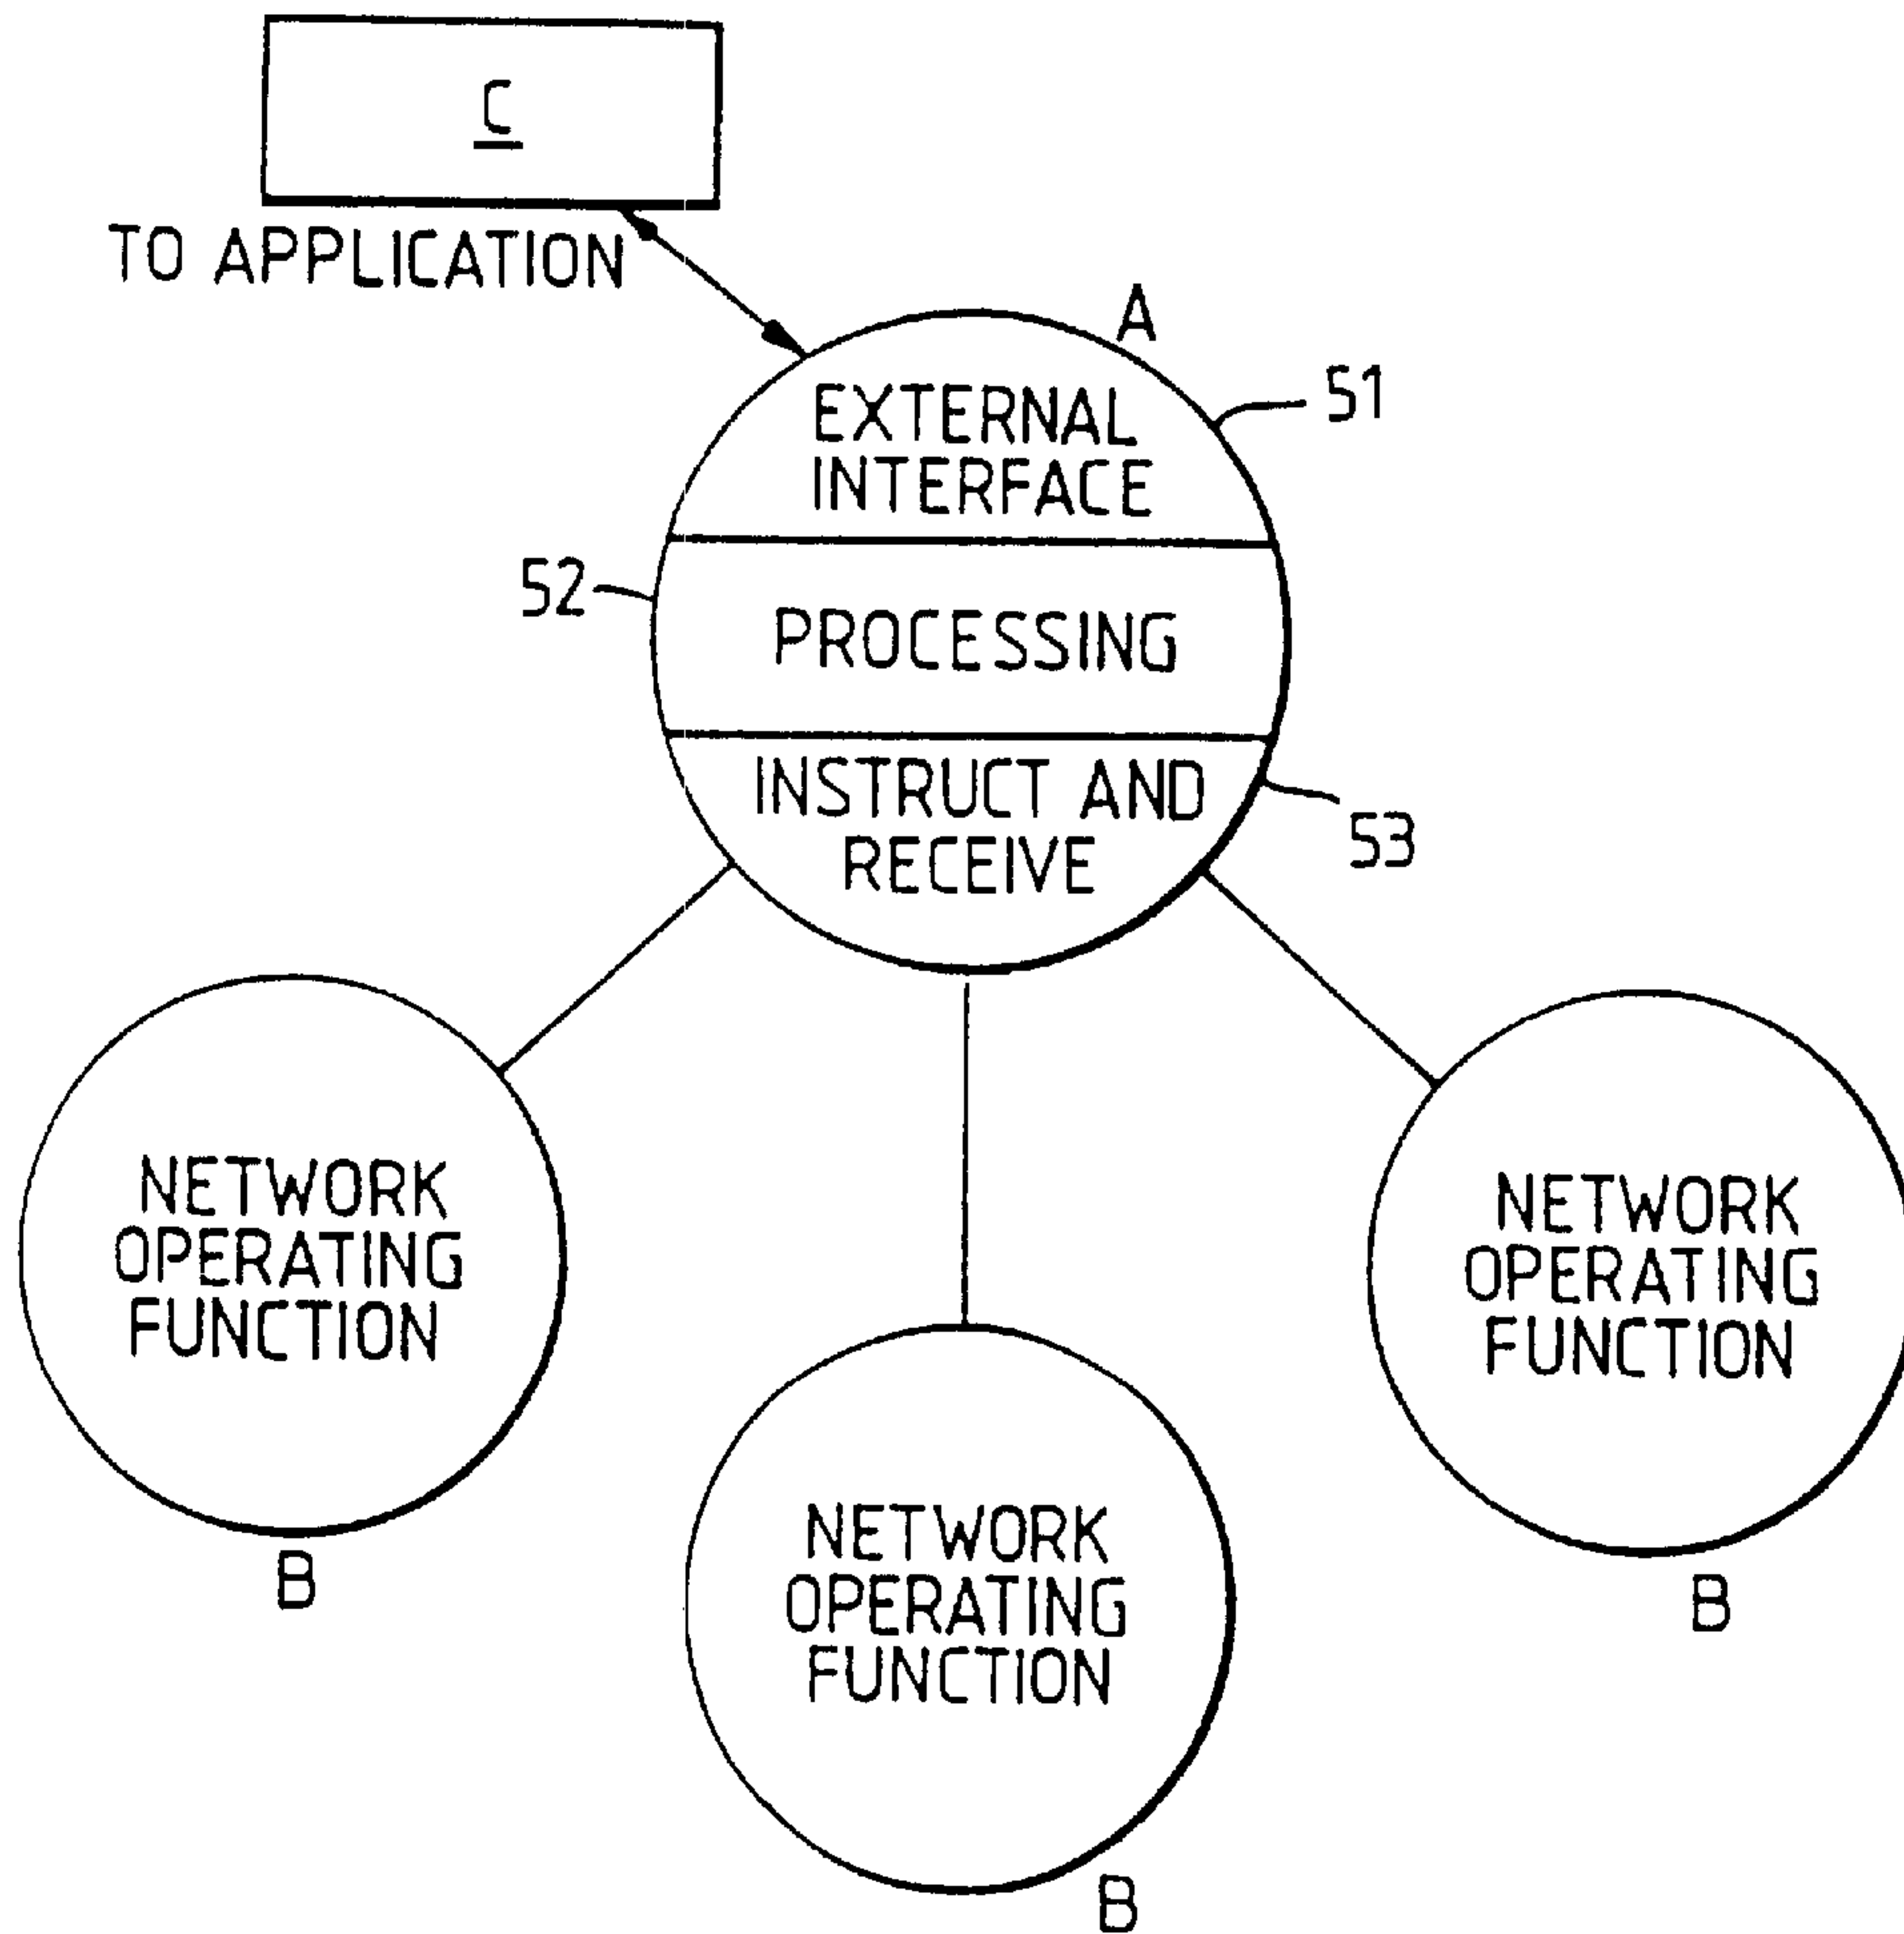 C
TO APPLICATION
A
51
EXTERNAL
INTERFACE
52
PROCESSING
INSTRUCT AND
RECEIVE
53
NETWORK
OPERATING
FUNCTION
B
NETWORK
OPERATING
FUNCTION
B
NETWORK
OPERATING
FUNCTION
B